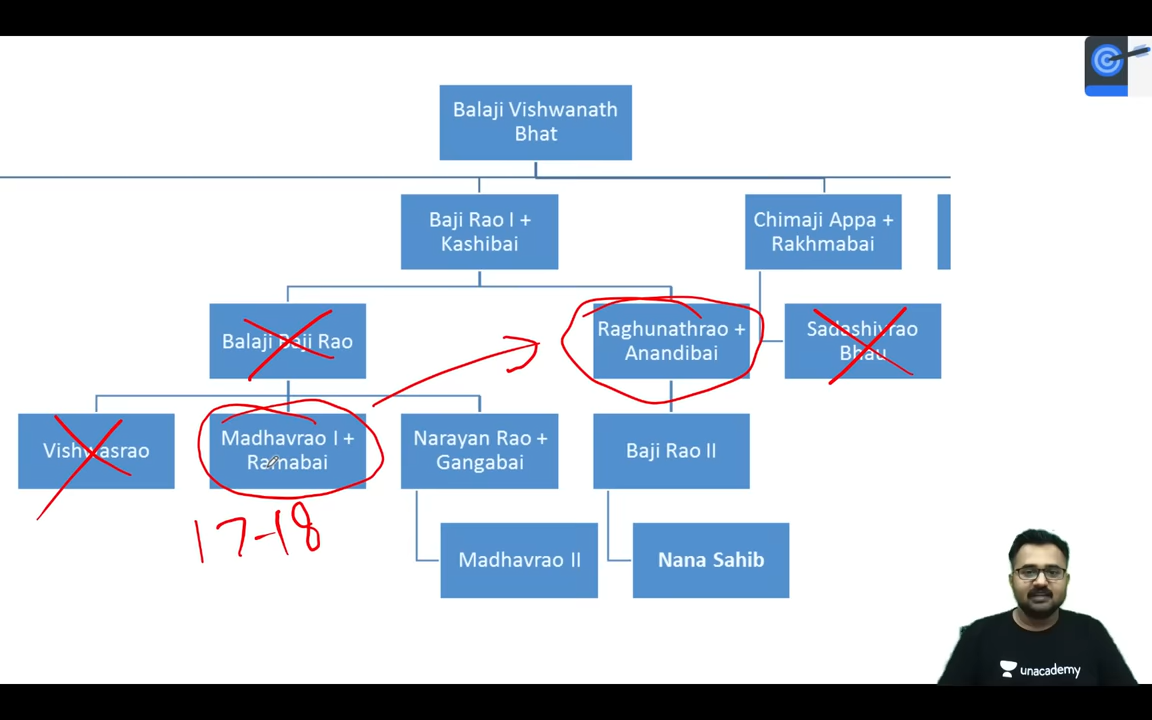 Balaji Vishwanath
Bhat
Baji Rao I +
Kashibai
Chimaji Appa +
Rakhmabai
Balaji Baji Rao
Raghunathrao +
Anandibai
Sadashivrao
Bhau
Vishwasrao
Madhavrao I +
Ramabai
Narayan Rao +
Gangabai
Baji Rao II
17-18
Madhavrao II
Nana Sahib
unacademy